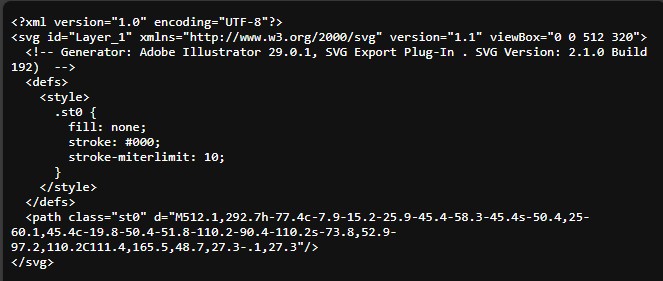 <?xml version="1.0" encoding="UTF-8"?>
<svg id="Layer_1" xmlns="http://www.w3.org/2000/svg" version="1.1" viewBox="0 0 512 320">
  <!-- Generator: Adobe Illustrator 29.0.1, SVG Export Plug-In . SVG Version: 2.1.0 Build
192)  -->
  <defs>
    <style>
      .st0 {
        fill: none;
        stroke: #000;
        stroke-miterlimit: 10;
      }
    </style>
  </defs>
  <path class="st0" d="M512.1,292.7h-77.4c-7.9-15.2-25.9-45.4-58.3-45.4s-50.4,25-
60.1,45.4c-19.8-50.4-51.8-110.2-90.4-110.2s-73.8,52.9-
97.2,110.2C111.4,165.5,48.7,27.3-.1,27.3"/>
</svg>